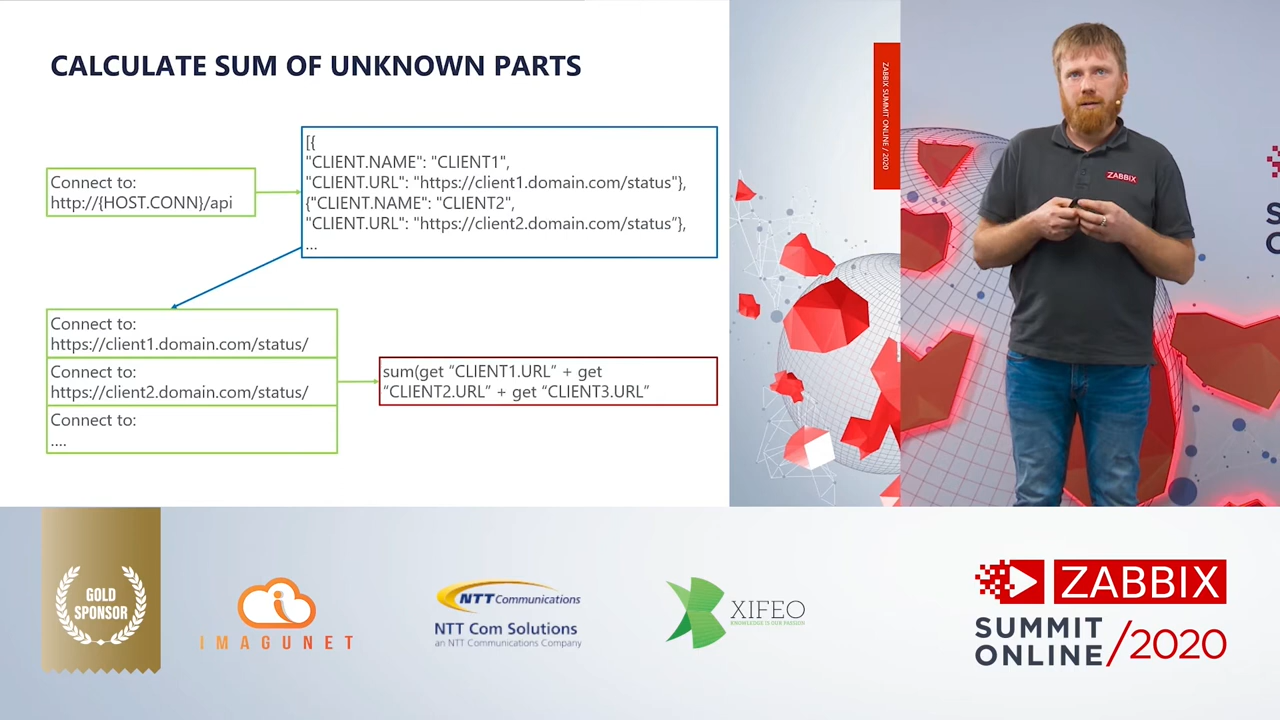 CALCULATE SUM OF UNKNOWN PARTS
Connect to:
http://{HOST.CONN}/api
[{
"CLIENT.NAME": "CLIENT1",
"CLIENT.URL": "https://client1.domain.com/status"},
{"CLIENT.NAME": "CLIENT2",
"CLIENT.URL": "https://client2.domain.com/status"},
...
Connect to:
https://client1.domain.com/status/
Connect to:
https://client2.domain.com/status/
Connect to:
....
sum(get “CLIENT1.URL” + get
“CLIENT2.URL” + get “CLIENT3.URL”
ZABBIX SUMMIT ONLINE / 2020
ZABBIX
S
O
GOLD
SPONSOR
IMAGUNET
NTT Communications
NTT Com Solutions
an NTT Communications Company
XIFEO
KNOWLEDGE IS OUR PASSION
ZABBIX
SUMMIT
ONLINE/2020